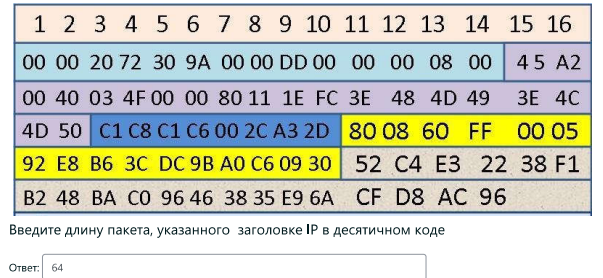 1 2 3 4 5 6 7 8 9 10 11 12 13 14 15 16
00 00 20 72 30 9A 00 00 DD 00 00 00 08 00 4 5 A2
00 40 03 4F 00 00 80 11 1E FC 3E 48 4D 49 3E 4C
4D 50 C1 C8 C1 C6 00 2C A3 2D 80 08 60 FF 00 05
92 E8 B6 3C DC 9B A0 C6 09 30 52 C4 E3 22 38 F1
B2 48 BA C0 96 46 38 35 E9 6A CF D8 AC 96
Введите длину пакета, указанного заголовке IP в десятичном коде
Ответ: 64